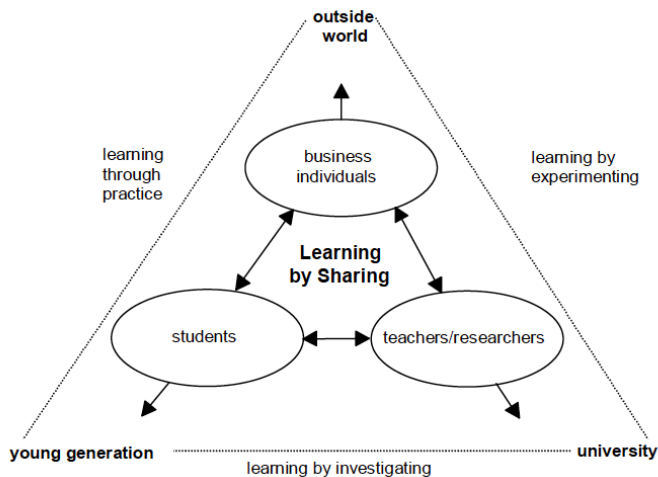 outside
world
learning
through
practice
business
individuals
learning by
experimenting
Learning
by Sharing
students
teachers/researchers
young generation
university
learning by investigating